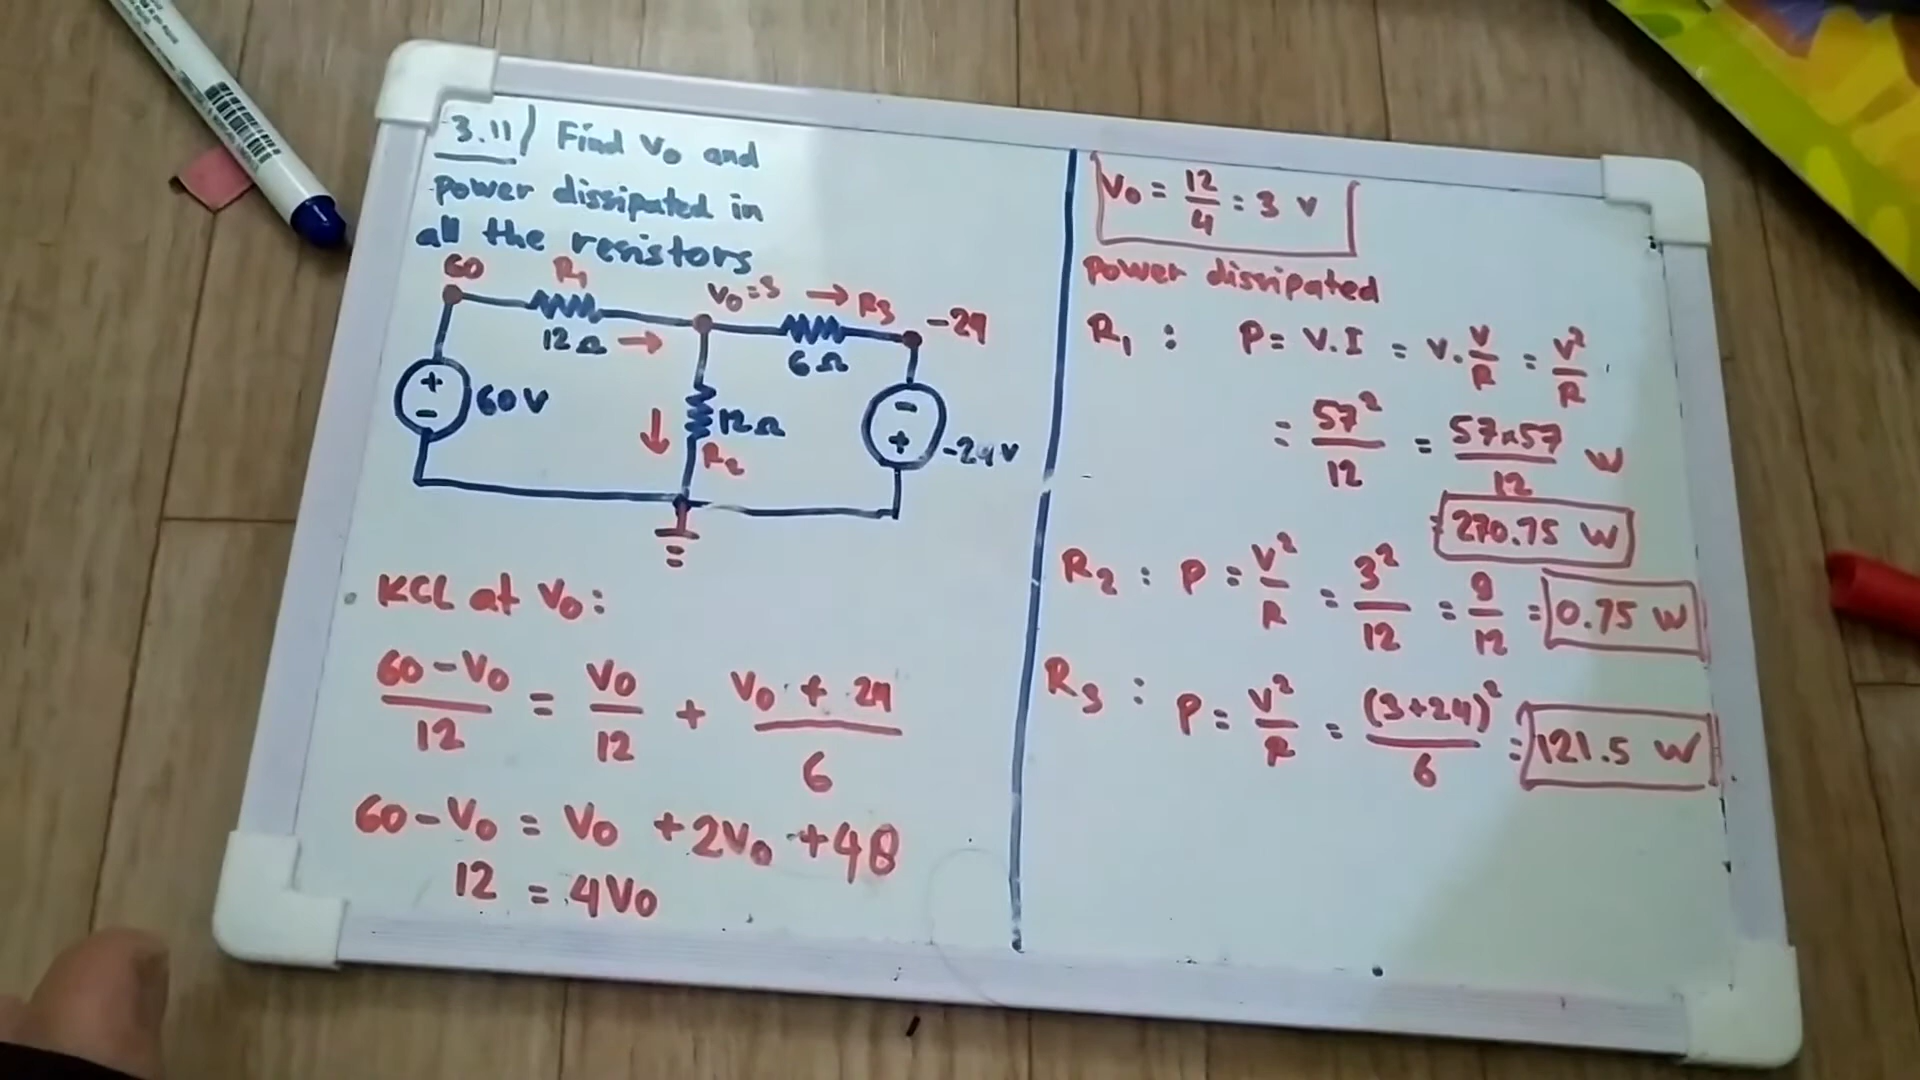 3.11/ Find V₀ and
power dissipated in
all the resistors
60
R₁
V₀=3
→ R₃
-24
12Ω →
6Ω
+
-
60V
↓
12Ω
R₂
-
+
-24V
KCL at V₀:
(60-V₀)/12 = V₀/12 + (V₀ + 24)/6
60-V₀ = V₀ +2V₀ +48
12 = 4V₀
V₀ = 12/4 = 3 V
power dissipated
R₁ : P= V.I = V.V/R = V²/R
= 57²/12 = 57×57/12 W
= 270.75 W
R₂ : P = V²/R = 3²/12 = 9/12 = 0.75 W
R₃ : P = V²/R = (3+24)²/6 = 121.5 W